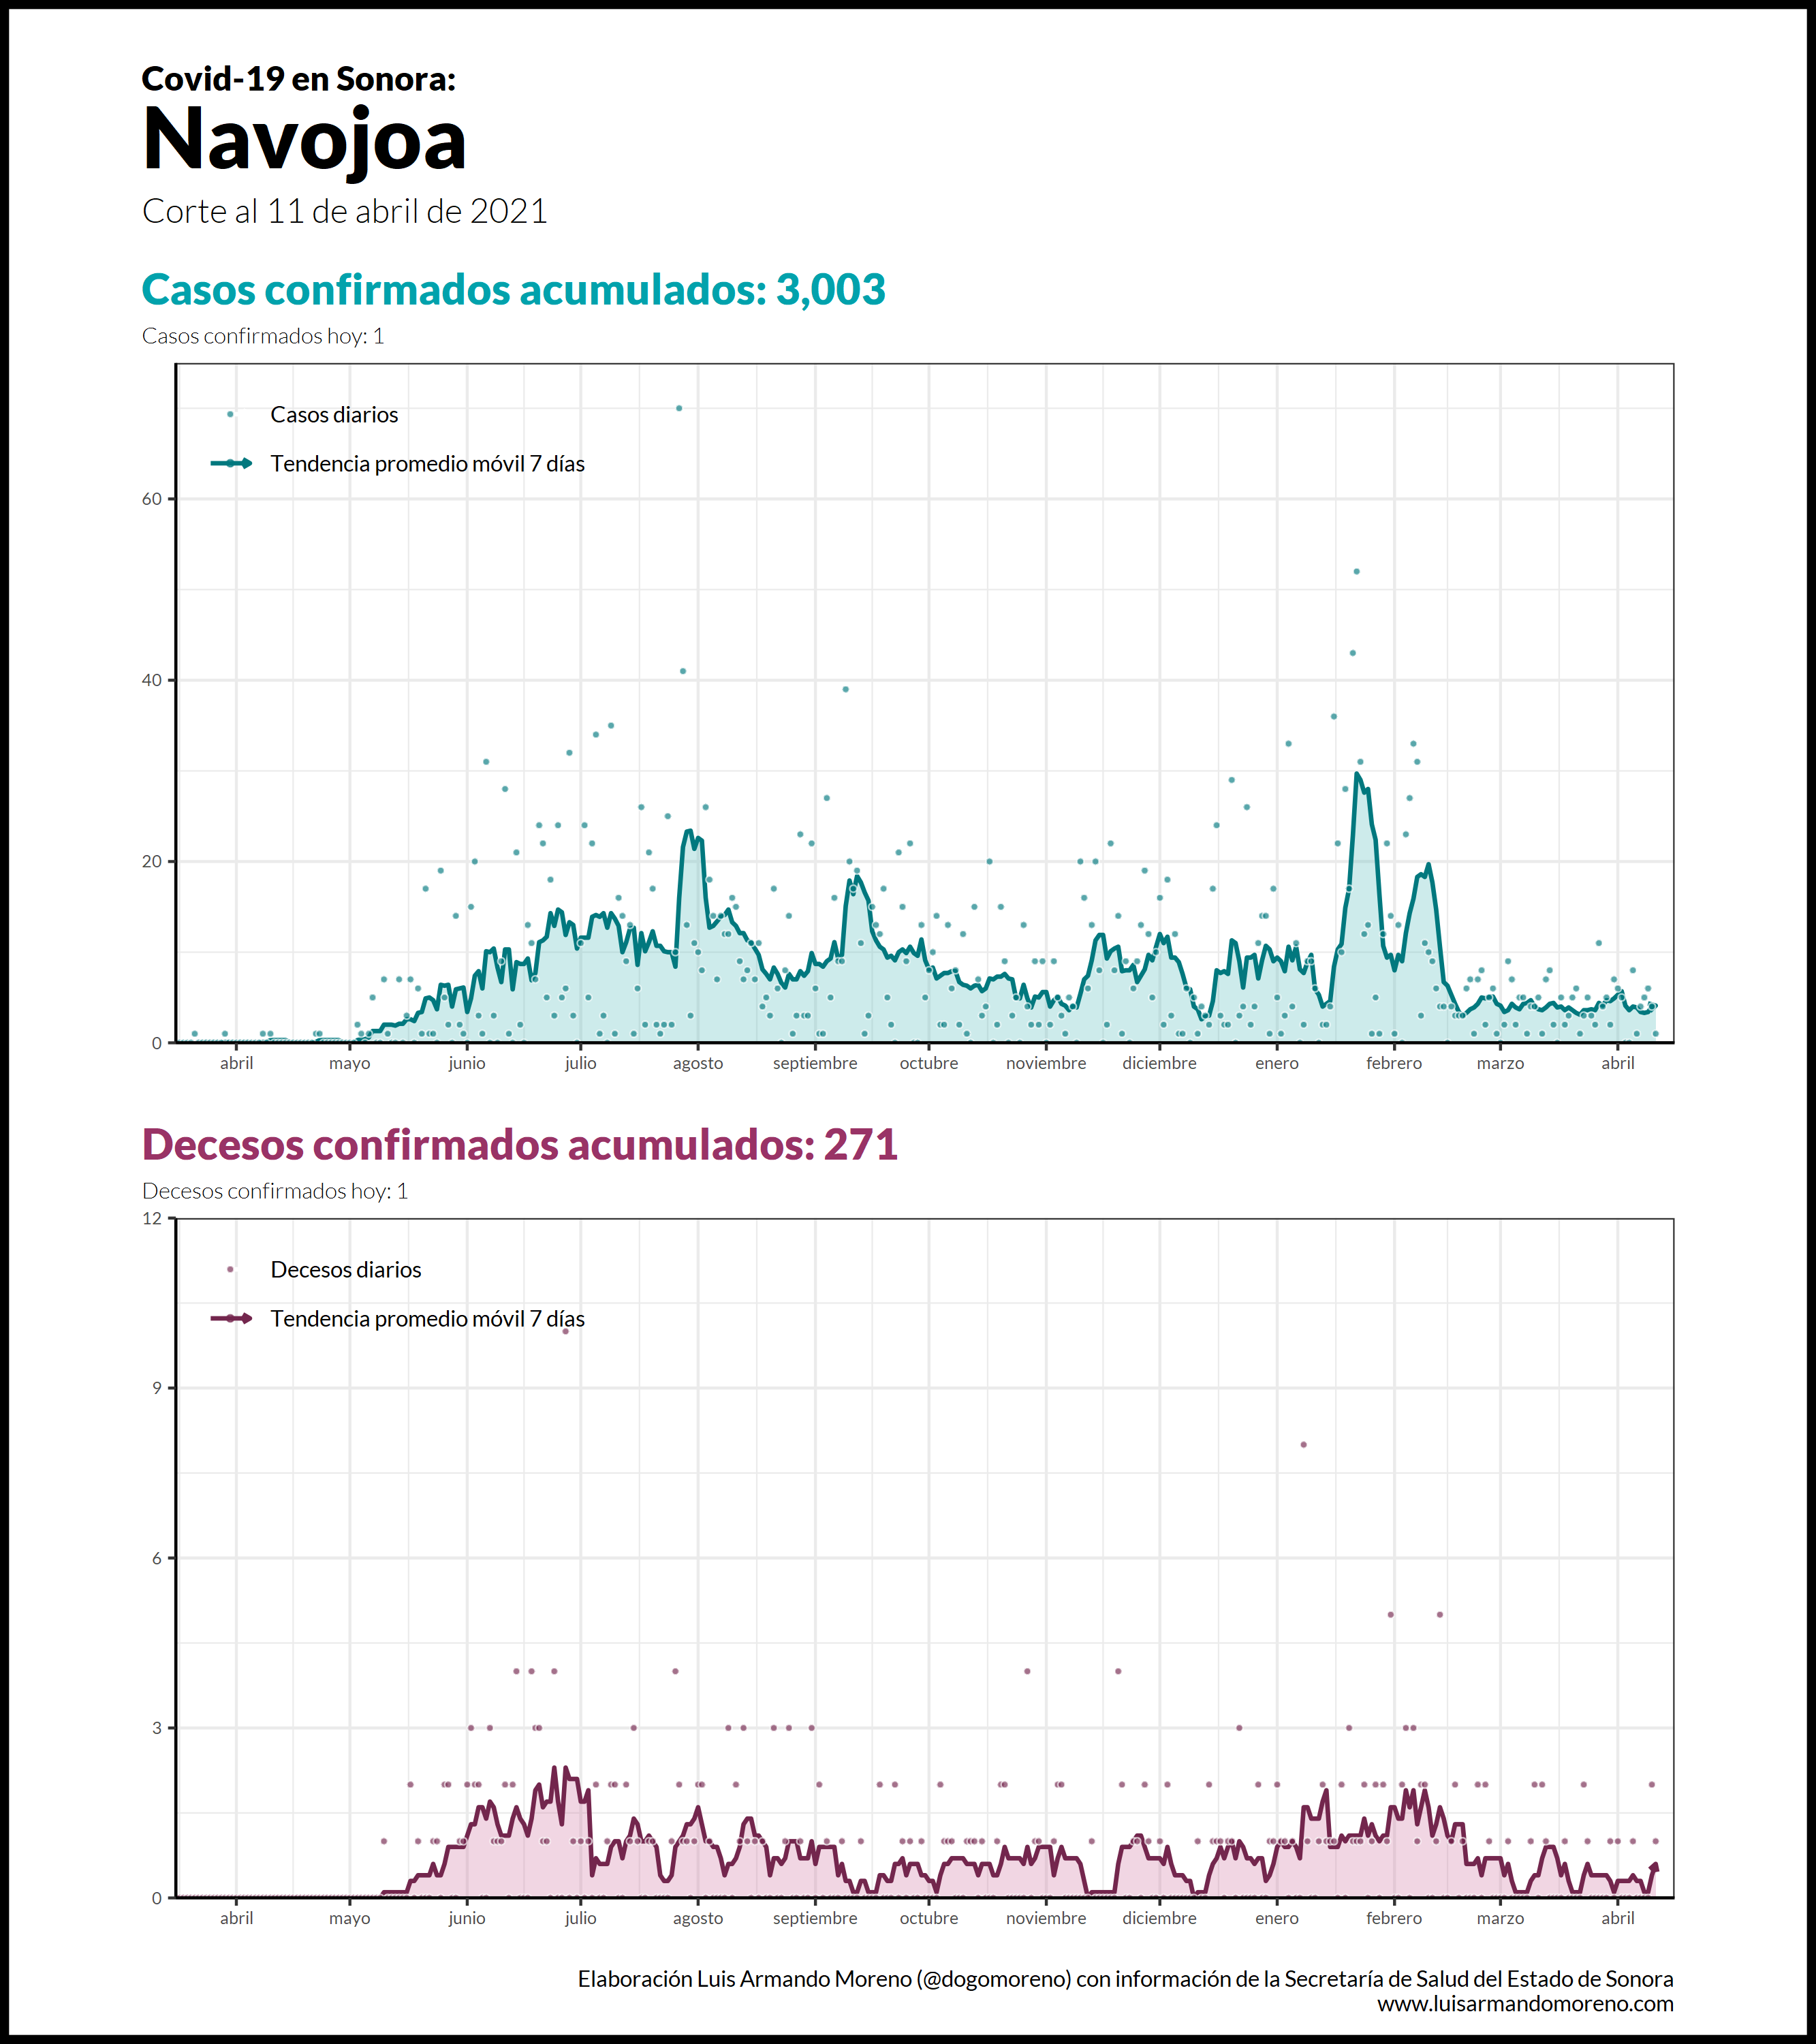 Covid-19 en Sonora:
Navojoa
Corte al 11 de abril de 2021
Casos confirmados acumulados: 3,003
Casos confirmados hoy: 1
Casos diarios
Tendencia promedio móvil 7 días
60
40
20
0
abril mayo junio julio agosto septiembre octubre noviembre diciembre enero febrero marzo abril
Decesos confirmados acumulados: 271
Decesos confirmados hoy: 1
12
Decesos diarios
Tendencia promedio móvil 7 días
9
6
3
0
abril mayo junio julio agosto septiembre octubre noviembre diciembre enero febrero marzo abril
Elaboración Luis Armando Moreno (@dogomoreno) con información de la Secretaría de Salud del Estado de Sonora
www.luisarmandomoreno.com